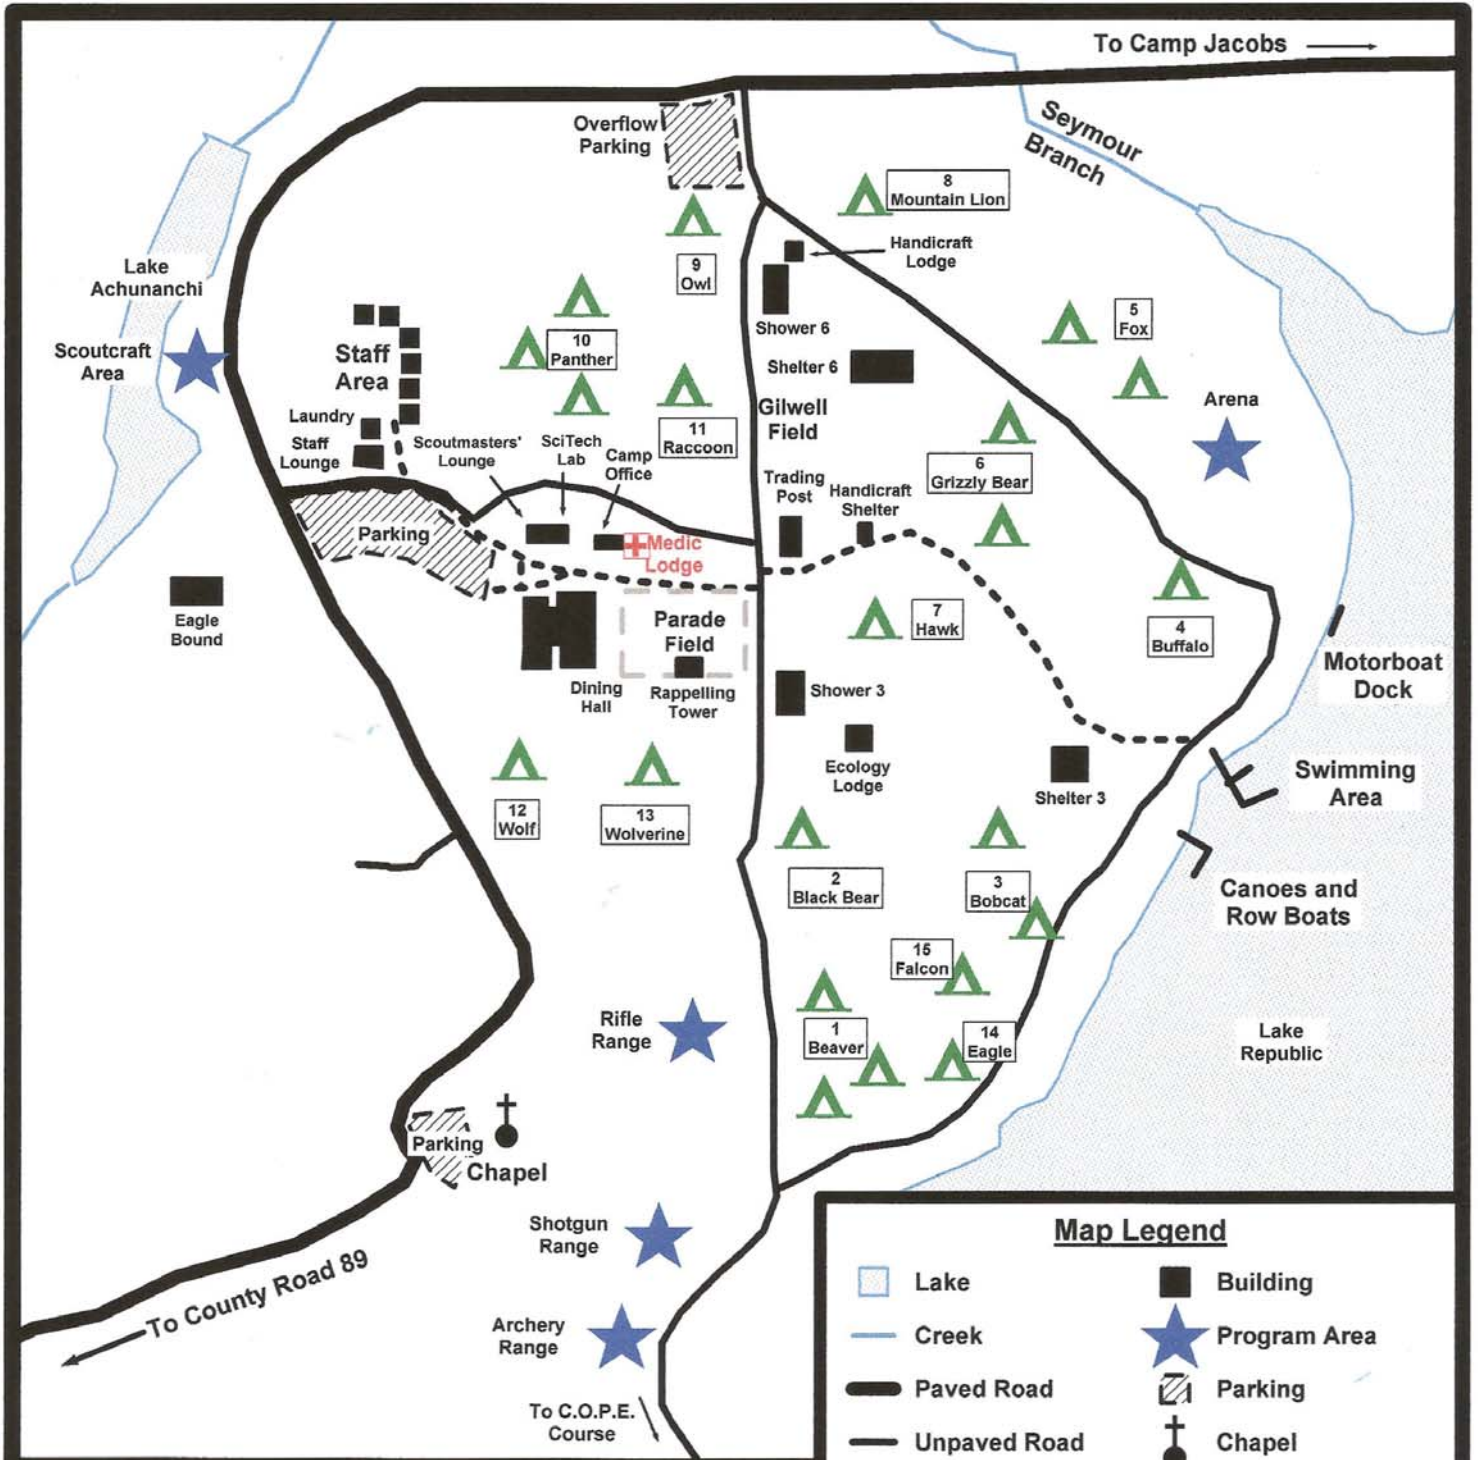 To Camp Jacobs
Seymour
Branch
Overflow
Parking
8
Mountain Lion
Handicraft
Lodge
9
Owl
Lake
Achunanchi
Scoutcraft
Area
Staff
Area
10
Panther
Shower 6
Shelter 6
5
Fox
Arena
Laundry
Staff
Lounge
Scoutmasters'
Lounge
SciTech
Lab
Camp
Office
11
Raccoon
Gilwell
Field
6
Grizzly Bear
Trading
Post
Handicraft
Shelter
Parking
Medic
Lodge
Eagle
Bound
Parade
Field
7
Hawk
4
Buffalo
Motorboat
Dock
Dining
Hall
Rappelling
Tower
Shower 3
Ecology
Lodge
Shelter 3
Swimming
Area
12
Wolf
13
Wolverine
2
Black Bear
3
Bobcat
Canoes and
Row Boats
15
Falcon
Rifle
Range
1
Beaver
14
Eagle
Lake
Republic
Parking
Chapel
Shotgun
Range
To County Road 89
Archery
Range
To C.O.P.E.
Course
Map Legend
Lake
Building
Creek
Program Area
Paved Road
Parking
Unpaved Road
Chapel